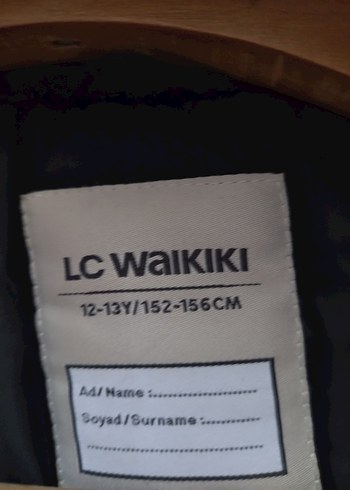 LC WAIKIKI
12-13Y/152-156CM
Ad/Name :........................
Soyad/Surname :.............
........................................